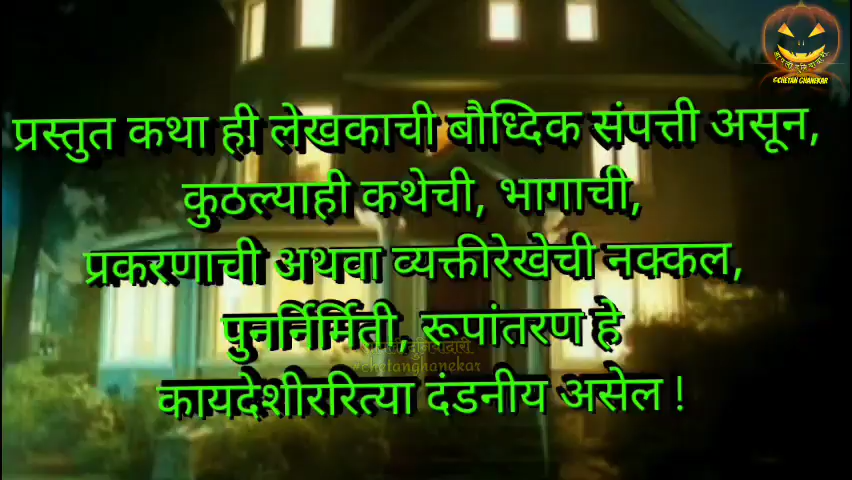 ©CHETAN GHANEKAR
प्रस्तुत कथा ही लेखकाची बौध्दिक संपत्ती असून,
कुठल्याही कथेची, भागाची,
प्रकरणाची अथवा व्यक्तीरेखेची नक्कल,
पुनर्निर्मिती, रूपांतरण हे
#chetanghanekar
कायदेशीररित्या दंडनीय असेल !